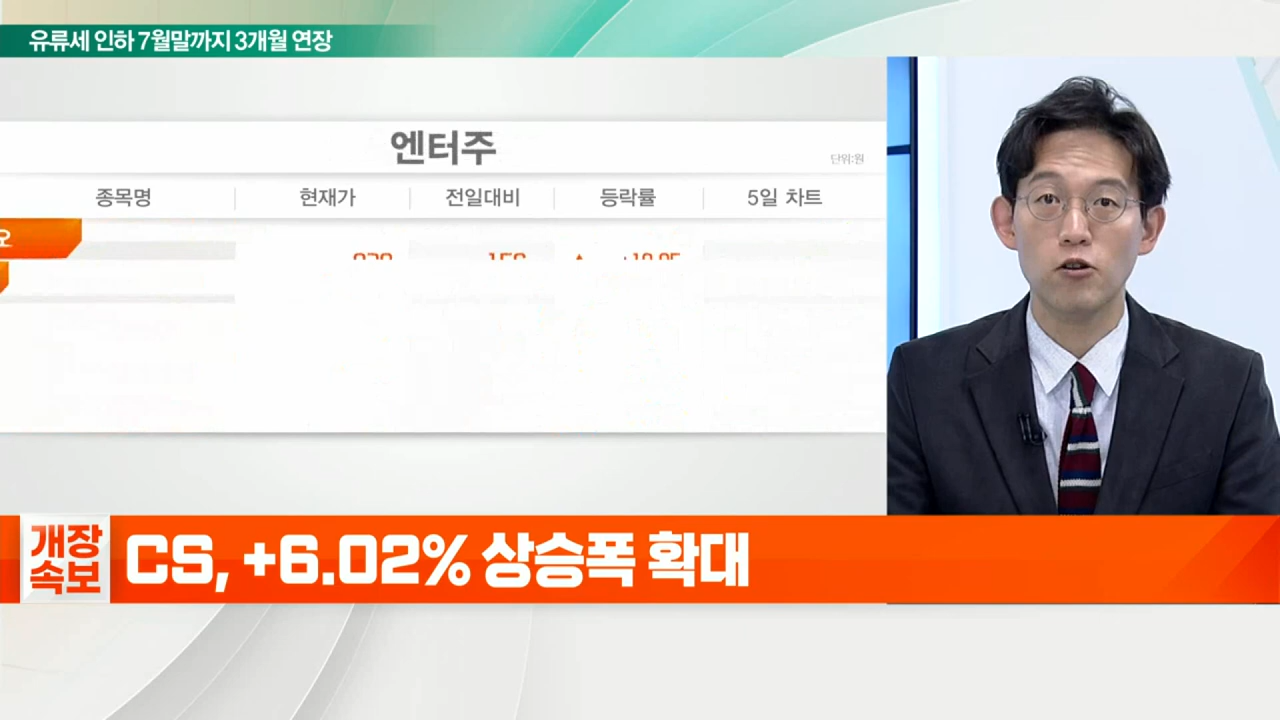 유류세 인하 7월말까지 3개월 연장
엔터주
단위:원
종목명 현재가 전일대비 등락률 5일 차트
오
개장
속보
CS, +6.02% 상승폭 확대